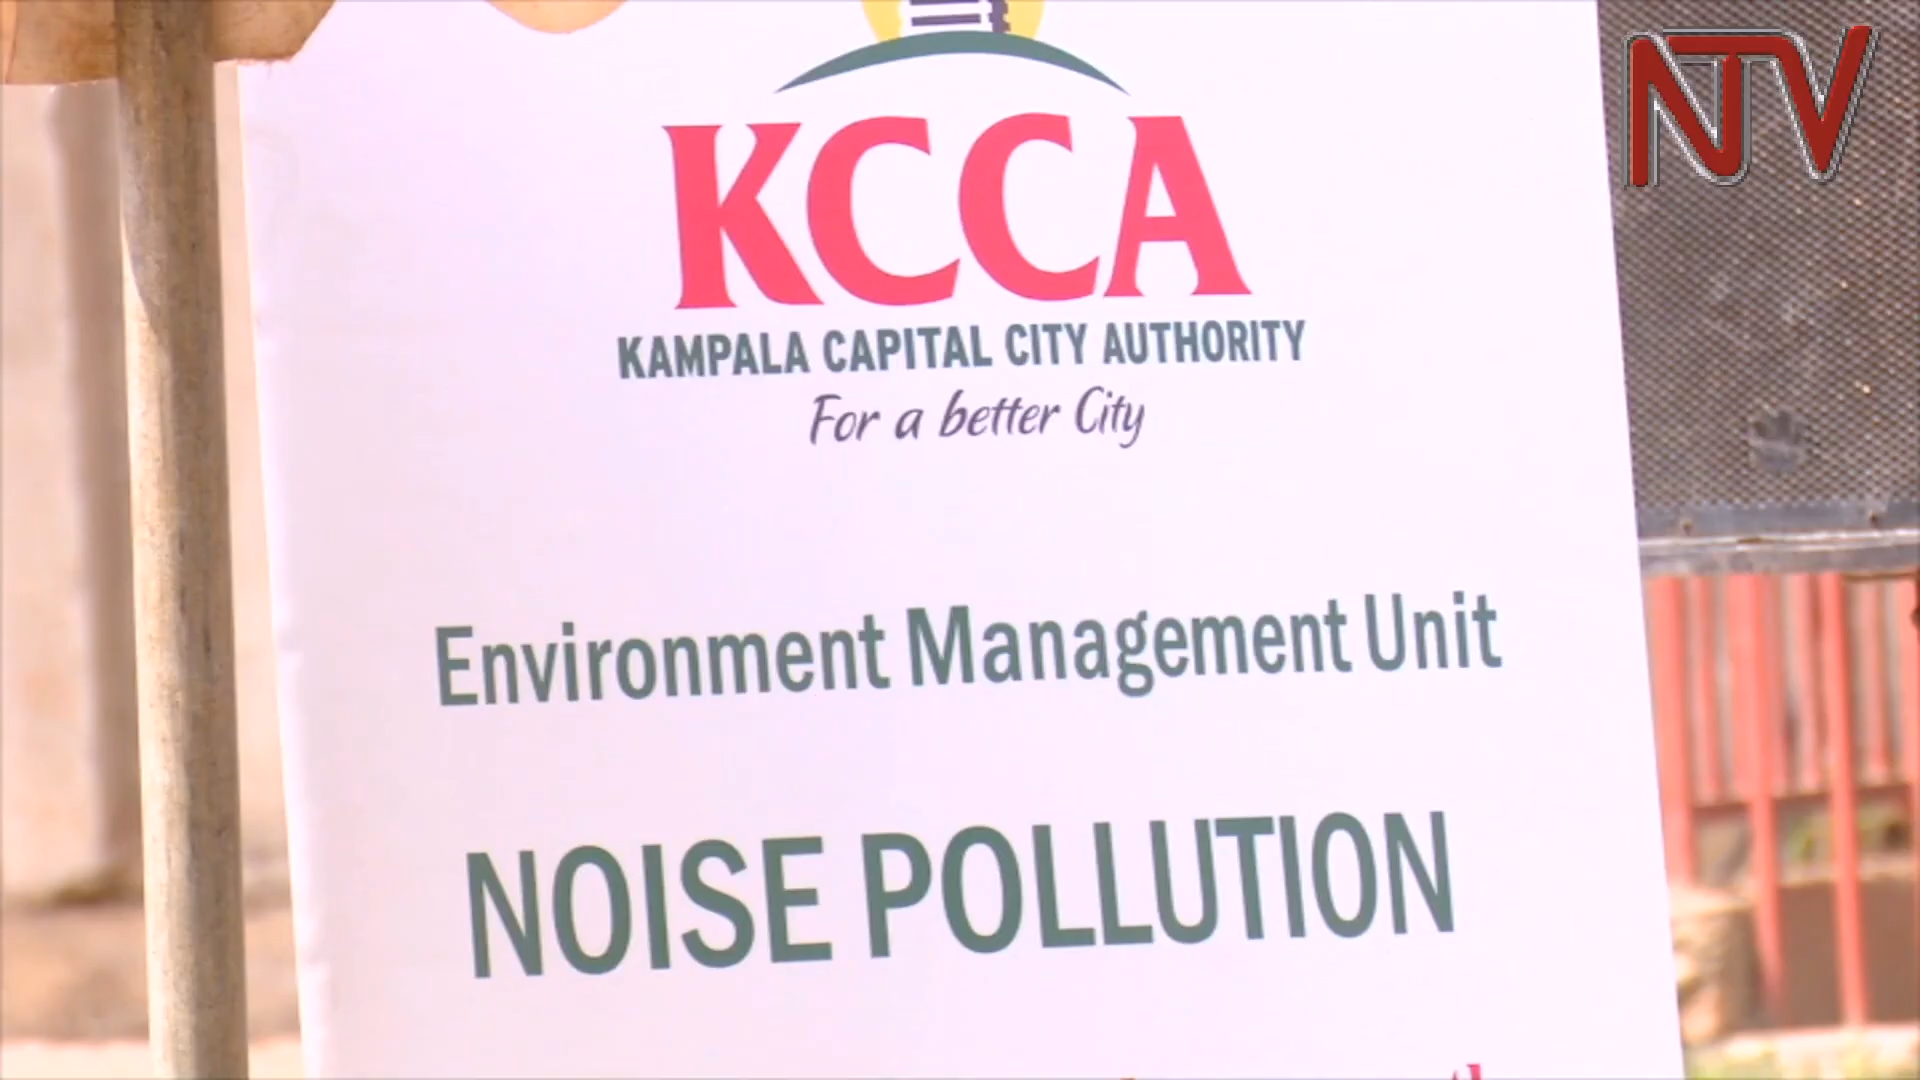 NTV
KCCA
KAMPALA CAPITAL CITY AUTHORITY
For a better City
Environment Management Unit
NOISE POLLUTION